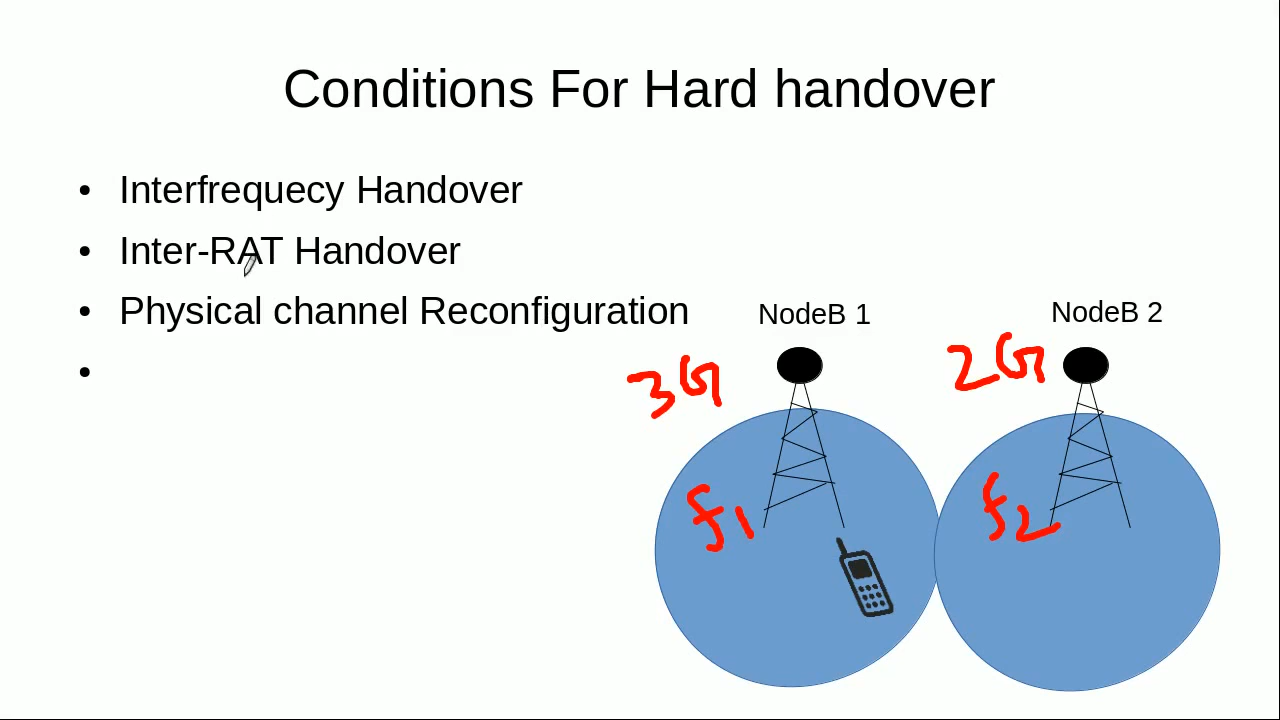 Conditions For Hard handover
• Interfrequecy Handover
• Inter-RAT Handover
• Physical channel Reconfiguration
•
NodeB 1
NodeB 2
3G
2G
f1
f2